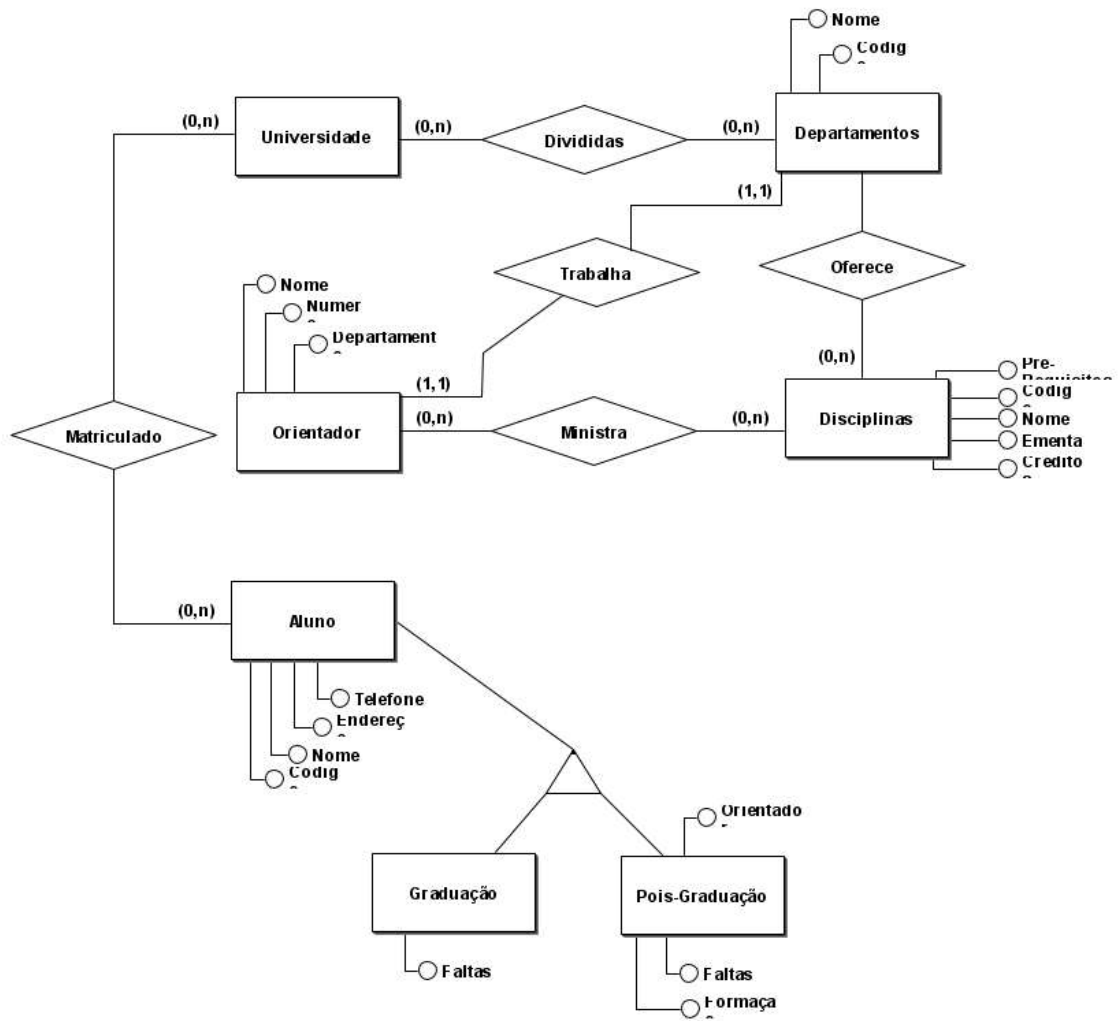 Nome
Codig
(0,n)
Universidade
(0,n)
Divididas
(0,n)
Departamentos
(1,1)
Trabalha
Oferece
Nome
Numer
Departament
(0,n)
Pre-
Requisitos
Codig
Nome
Ementa
Credito
(1,1)
(0,n)
Orientador
Ministra
(0,n)
Disciplinas
Matriculado
(0,n)
Aluno
Telefone
Endereç
Nome
Codig
Orientado
Graduação
Pois-Graduação
Faltas
Faltas
Formaça